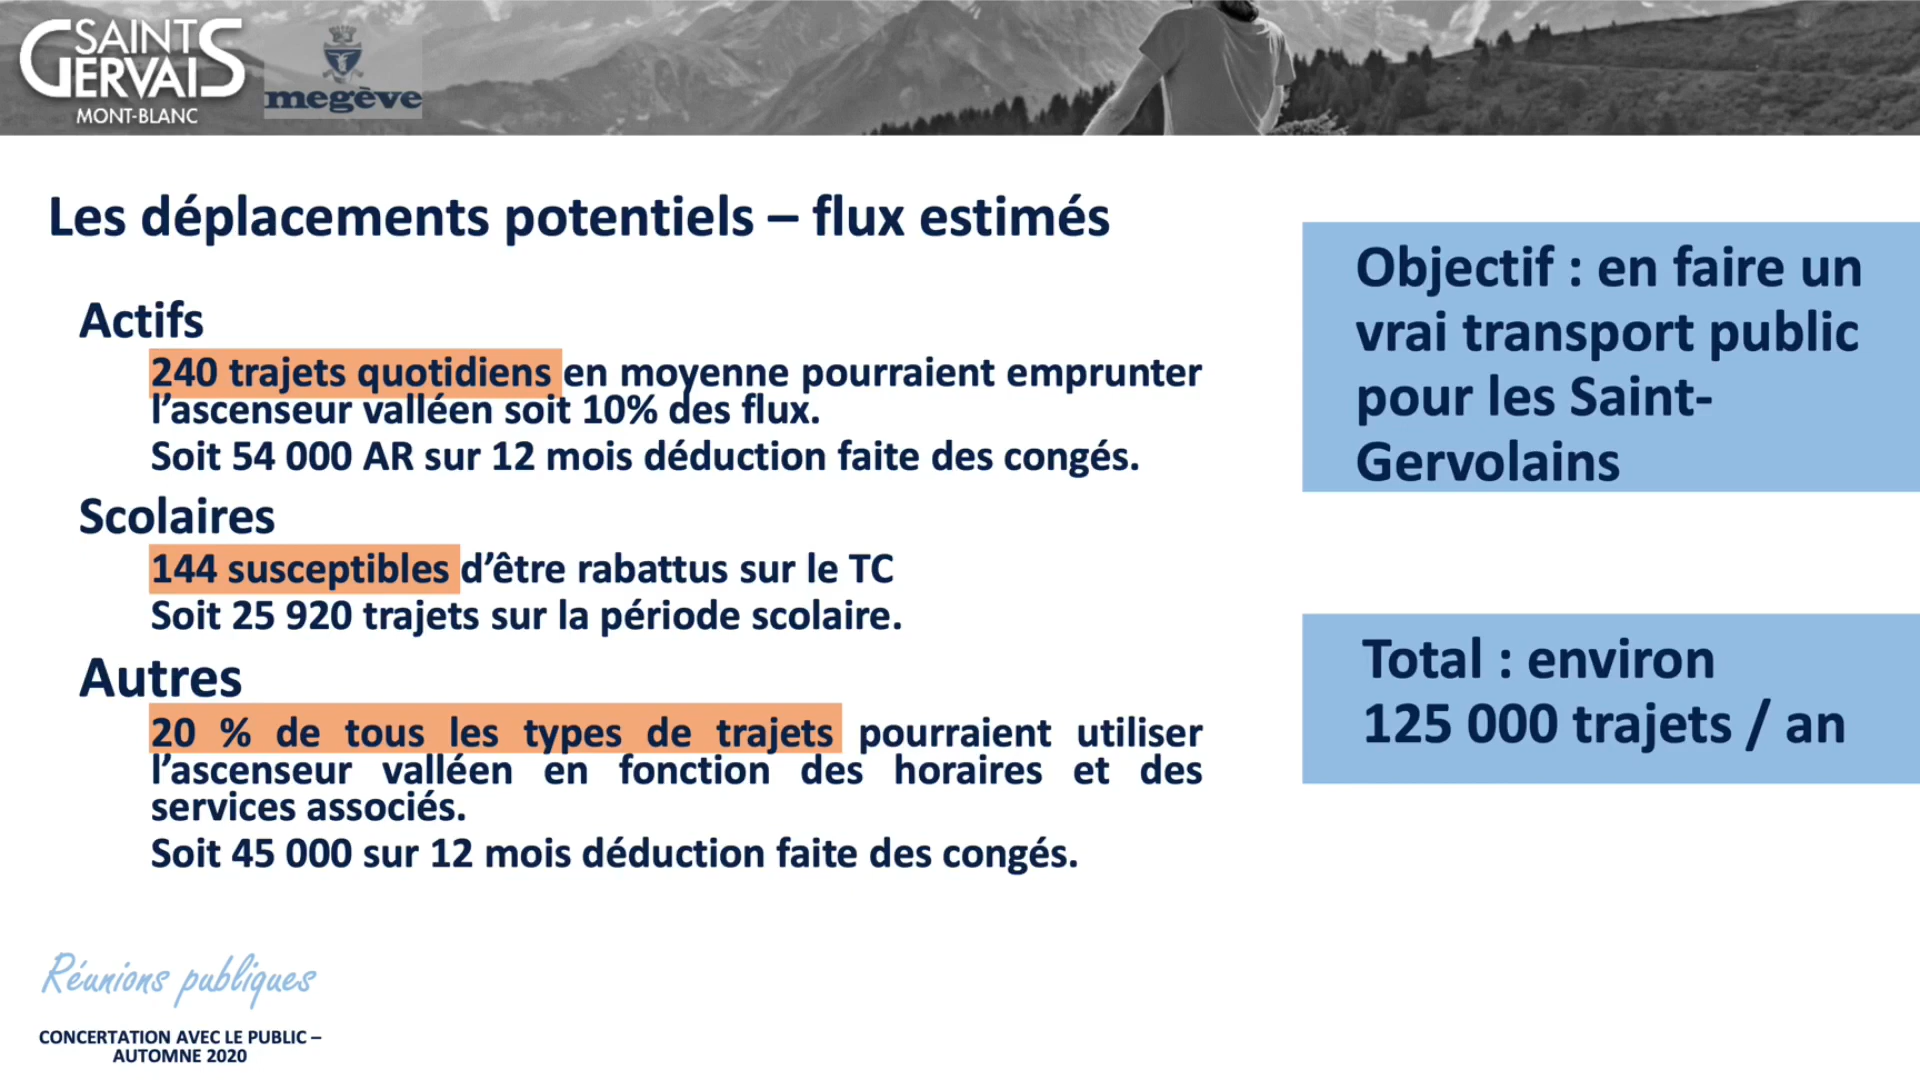 SAINT
GERVAIS
MONT-BLANC
megève
Les déplacements potentiels – flux estimés
Actifs
240 trajets quotidiens en moyenne pourraient emprunter
l’ascenseur valléen soit 10% des flux.
Soit 54 000 AR sur 12 mois déduction faite des congés.
Scolaires
144 susceptibles d’être rabattus sur le TC
Soit 25 920 trajets sur la période scolaire.
Autres
20 % de tous les types de trajets pourraient utiliser
l’ascenseur valléen en fonction des horaires et des
services associés.
Soit 45 000 sur 12 mois déduction faite des congés.
Objectif : en faire un
vrai transport public
pour les Saint-
Gervolains
Total : environ
125 000 trajets / an
Réunions publiques
CONCERTATION AVEC LE PUBLIC –
AUTOMNE 2020